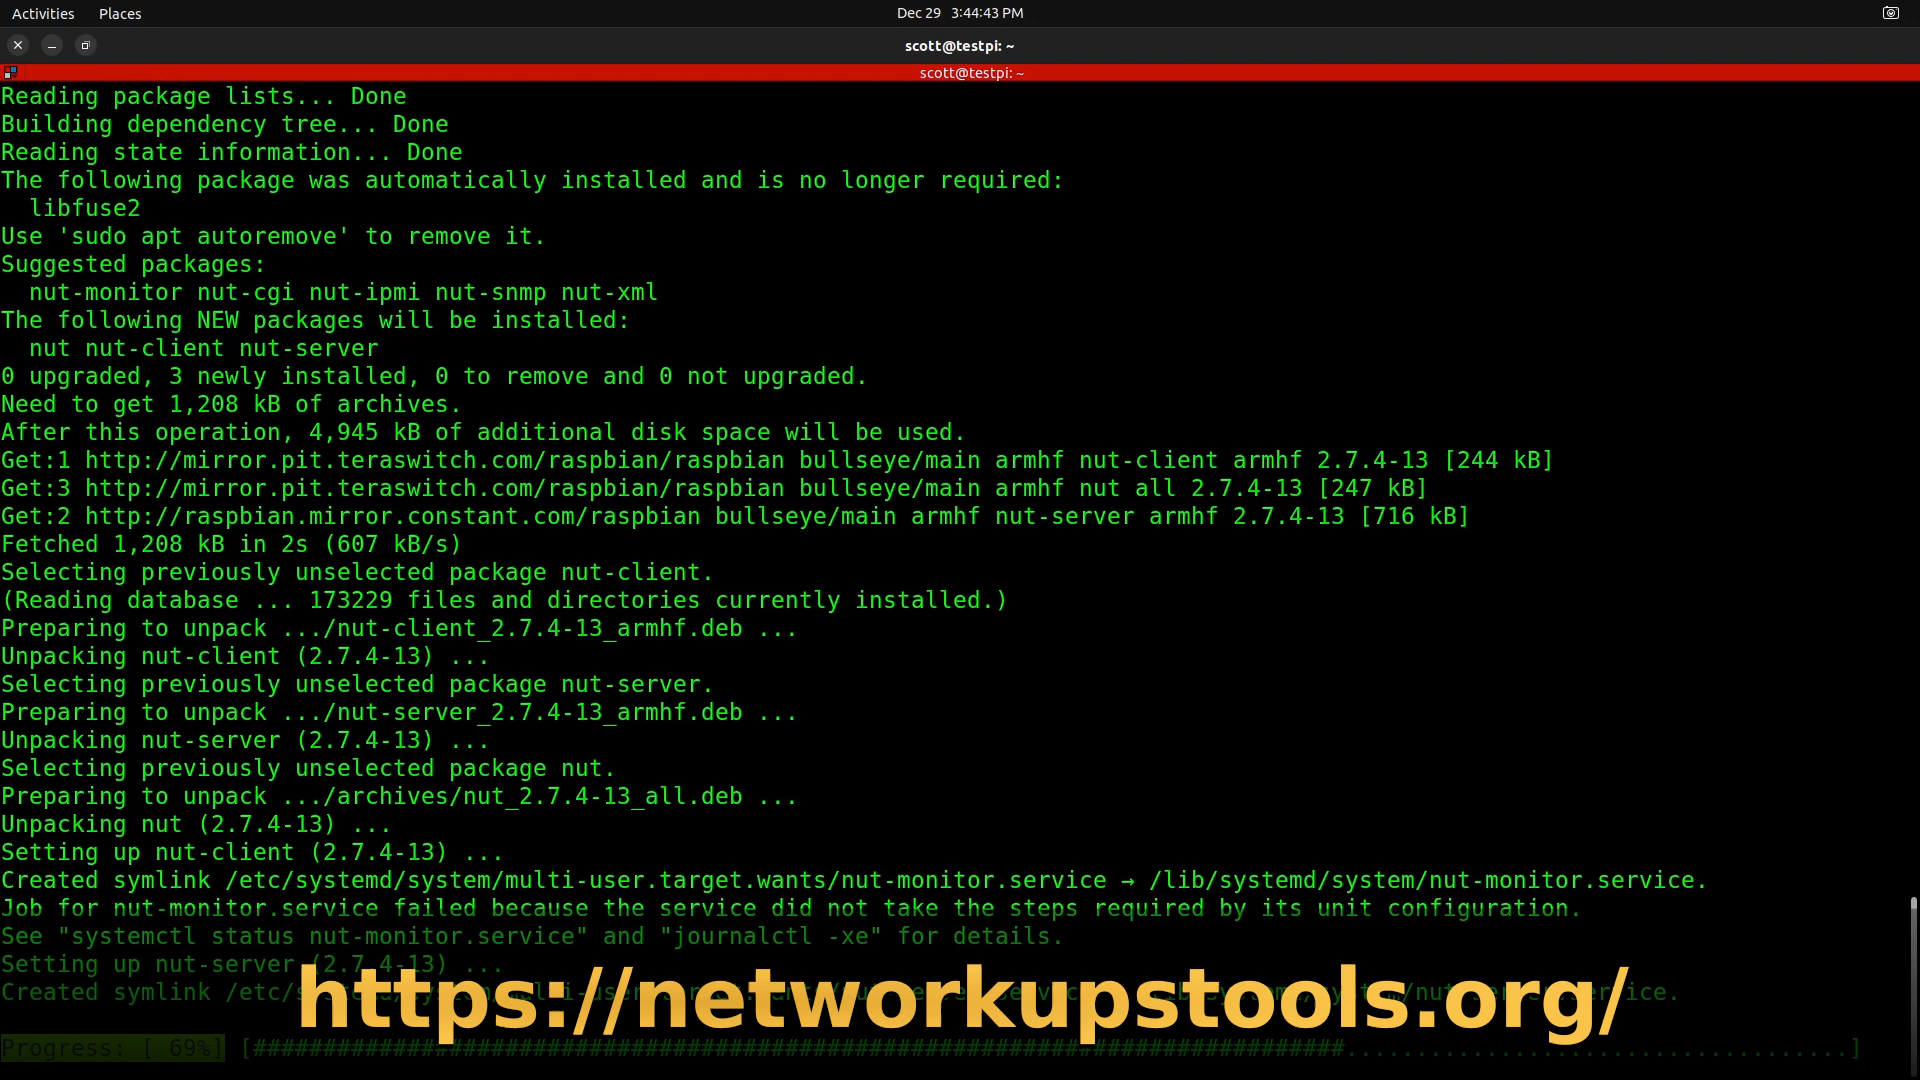 Activities Places Dec 29 3:44:43 PM
scott@testpi: ~
scott@testpi: ~
Reading package lists... Done
Building dependency tree... Done
Reading state information... Done
The following package was automatically installed and is no longer required:
  libfuse2
Use 'sudo apt autoremove' to remove it.
Suggested packages:
  nut-monitor nut-cgi nut-ipmi nut-snmp nut-xml
The following NEW packages will be installed:
  nut nut-client nut-server
0 upgraded, 3 newly installed, 0 to remove and 0 not upgraded.
Need to get 1,208 kB of archives.
After this operation, 4,945 kB of additional disk space will be used.
Get:1 http://mirror.pit.teraswitch.com/raspbian/raspbian bullseye/main armhf nut-client armhf 2.7.4-13 [244 kB]
Get:3 http://mirror.pit.teraswitch.com/raspbian/raspbian bullseye/main armhf nut all 2.7.4-13 [247 kB]
Get:2 http://raspbian.mirror.constant.com/raspbian bullseye/main armhf nut-server armhf 2.7.4-13 [716 kB]
Fetched 1,208 kB in 2s (607 kB/s)
Selecting previously unselected package nut-client.
(Reading database ... 173229 files and directories currently installed.)
Preparing to unpack .../nut-client_2.7.4-13_armhf.deb ...
Unpacking nut-client (2.7.4-13) ...
Selecting previously unselected package nut-server.
Preparing to unpack .../nut-server_2.7.4-13_armhf.deb ...
Unpacking nut-server (2.7.4-13) ...
Selecting previously unselected package nut.
Preparing to unpack .../archives/nut_2.7.4-13_all.deb ...
Unpacking nut (2.7.4-13) ...
Setting up nut-client (2.7.4-13) ...
Created symlink /etc/systemd/system/multi-user.target.wants/nut-monitor.service → /lib/systemd/system/nut-monitor.service.
Job for nut-monitor.service failed because the service did not take the steps required by its unit configuration.
See "systemctl status nut-monitor.service" and "journalctl -xe" for details.
Setting up nut-server (2.7.4-13) ...
Created symlink
https://networkupstools.org/
Progress: [ 69%]